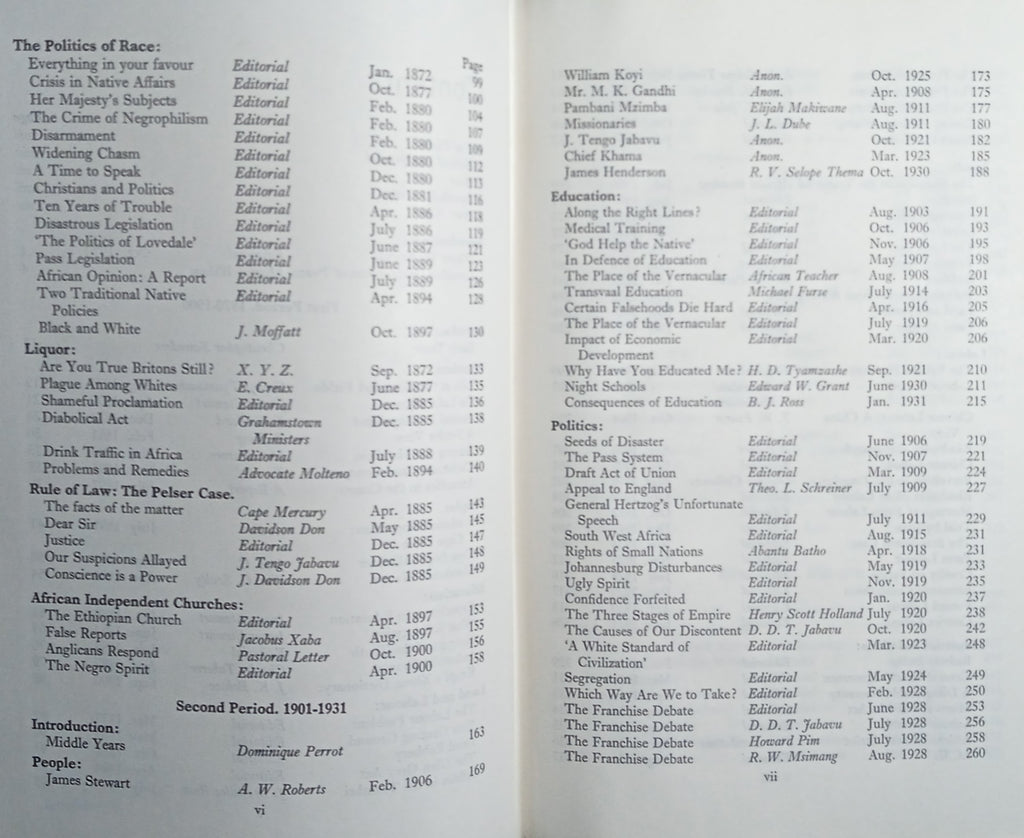 The Politics of Race:
Page
Everything in your favour Editorial Jan. 1872 99
Crisis in Native Affairs Editorial Oct. 1877 100
Her Majesty's Subjects Editorial Feb. 1880 104
The Crime of Negrophilism Editorial Feb. 1880 107
Disarmament Editorial Feb. 1880 109
Widening Chasm Editorial Oct. 1880 112
A Time to Speak Editorial Dec. 1880 113
Christians and Politics Editorial Dec. 1881 116
Ten Years of Trouble Editorial Apr. 1886 118
Disastrous Legislation Editorial July 1886 119
'The Politics of Lovedale' Editorial June 1887 121
Pass Legislation Editorial June 1889 123
African Opinion: A Report Editorial July 1889 126
Two Traditional Native Editorial Apr. 1894 128
Policies
Black and White J. Moffatt Oct. 1897 130
Liquor:
Are You True Britons Still? X. Y. Z. Sep. 1872 133
Plague Among Whites E. Creux June 1877 135
Shameful Proclamation Editorial Dec. 1885 136
Diabolical Act Grahamstown Dec. 1885 138
Ministers
Drink Traffic in Africa Editorial July 1888 139
Problems and Remedies Advocate Molteno Feb. 1894 140
Rule of Law: The Pelser Case.
The facts of the matter Cape Mercury Apr. 1885 143
Dear Sir Davidson Don May 1885 145
Justice Editorial Dec. 1885 147
Our Suspicions Allayed J. Tengo Jabavu Dec. 1885 148
Conscience is a Power J. Davidson Don Dec. 1885 149
African Independent Churches:
The Ethiopian Church Editorial Apr. 1897 153
False Reports Jacobus Xaba Aug. 1897 155
Anglicans Respond Pastoral Letter Oct. 1900 156
The Negro Spirit Editorial Apr. 1900 158
Second Period. 1901-1931
Introduction:
Middle Years Dominique Perrot 163
People:
James Stewart A. W. Roberts Feb. 1906 169
vi
William Koyi Anon. Oct. 1925 173
Mr. M. K. Gandhi Anon. Apr. 1908 175
Pambani Mzimba Elijah Makiwane Aug. 1911 177
Missionaries J. L. Dube Aug. 1911 180
J. Tengo Jabavu Anon. Oct. 1921 182
Chief Khama Anon. Mar. 1923 185
James Henderson R. V. Selope Thema Oct. 1930 188
Education:
Along the Right Lines? Editorial Aug. 1903 191
Medical Training Editorial Oct. 1906 193
'God Help the Native' Editorial Nov. 1906 195
In Defence of Education Editorial May 1907 198
The Place of the Vernacular African Teacher Aug. 1908 201
Transvaal Education Michael Furse July 1914 203
Certain Falsehoods Die Hard Editorial Apr. 1916 205
The Place of the Vernacular Editorial July 1919 206
Impact of Economic Editorial Mar. 1920 206
Development
Why Have You Educated Me? H. D. Tyamzashe Sep. 1921 210
Night Schools Edward W. Grant June 1930 211
Consequences of Education B. J. Ross Jan. 1931 215
Politics:
Seeds of Disaster Editorial June 1906 219
The Pass System Editorial Nov. 1907 221
Draft Act of Union Editorial Mar. 1909 224
Appeal to England Theo. L. Schreiner July 1909 227
General Hertzog's Unfortunate
Speech Editorial July 1911 229
South West Africa Editorial Aug. 1915 231
Rights of Small Nations Abantu Batho Apr. 1918 231
Johannesburg Disturbances Editorial May 1919 233
Ugly Spirit Editorial Nov. 1919 235
Confidence Forfeited Editorial Jan. 1920 237
The Three Stages of Empire Henry Scott Holland July 1920 238
The Causes of Our Discontent D. D. T. Jabavu Oct. 1920 242
'A White Standard of Editorial Mar. 1923 248
Civilization'
Segregation Editorial May 1924 249
Which Way Are We to Take? Editorial Feb. 1928 250
The Franchise Debate Editorial June 1928 253
The Franchise Debate D. D. T. Jabavu July 1928 256
The Franchise Debate Howard Pim July 1928 258
The Franchise Debate R. W. Msimang Aug. 1928 260
vii